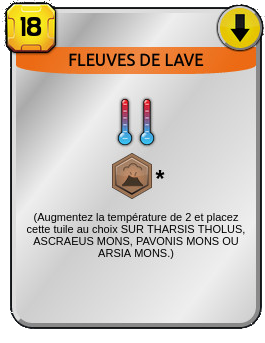 18
FLEUVES DE LAVE
*
(Augmentez la température de 2 et placez
cette tuile au choix SUR THARSIS THOLUS,
ASCRAEUS MONS, PAVONIS MONS OU
ARSIA MONS.)